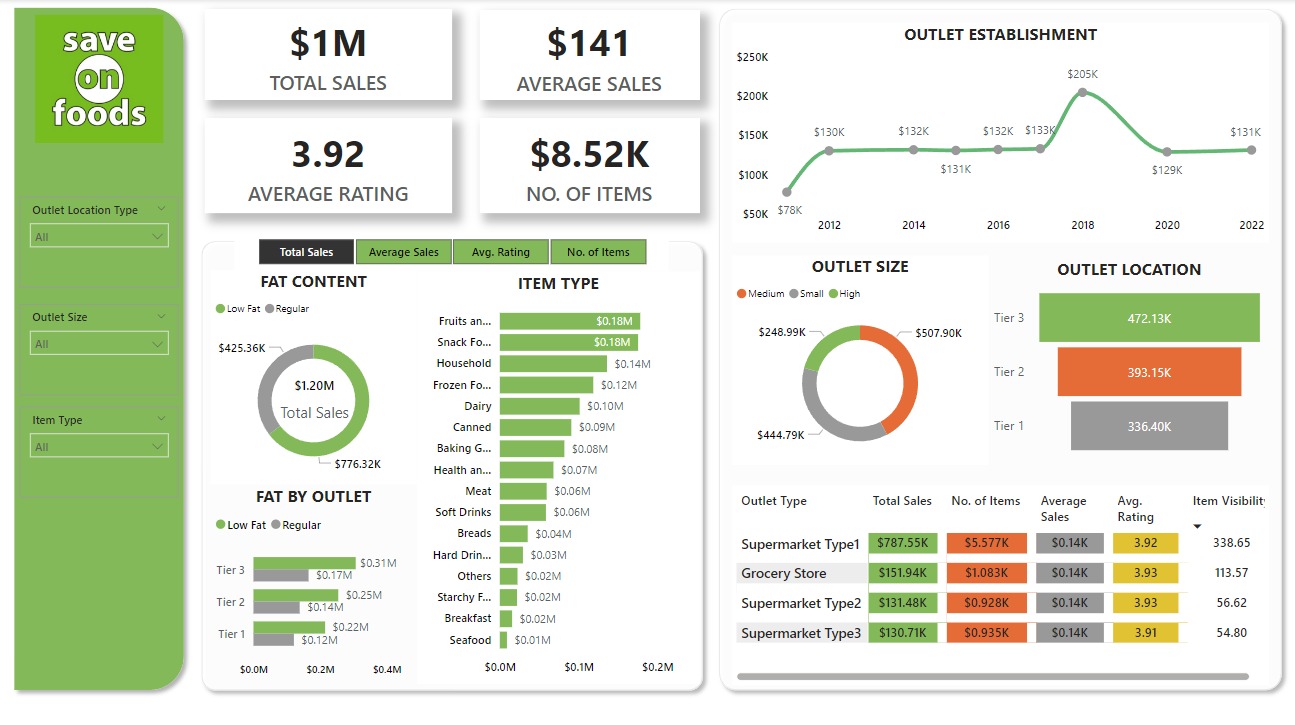 save
on
foods
Outlet Location Type
All
Outlet Size
All
Item Type
All
$1M
TOTAL SALES
$141
AVERAGE SALES
3.92
AVERAGE RATING
$8.52K
NO. OF ITEMS
Total Sales
Average Sales
Avg. Rating
No. of Items
FAT CONTENT
Low Fat
Regular
$425.36K
$1.20M
Total Sales
$776.32K
FAT BY OUTLET
Low Fat
Regular
Tier 3
$0.31M
$0.17M
Tier 2
$0.25M
$0.14M
Tier 1
$0.22M
$0.12M
$0.0M
$0.2M
$0.4M
ITEM TYPE
Fruits an...
$0.18M
Snack Fo...
$0.18M
Household
$0.14M
Frozen Fo...
$0.12M
Dairy
$0.10M
Canned
$0.09M
Baking G...
$0.08M
Health an...
$0.07M
Meat
$0.06M
Soft Drinks
$0.06M
Breads
$0.04M
Hard Drin...
$0.03M
Others
$0.02M
Starchy F...
$0.02M
Breakfast
$0.02M
Seafood
$0.01M
$0.0M
$0.1M
$0.2M
OUTLET ESTABLISHMENT
$250K
$200K
$150K
$100K
$50K
$78K
$130K
$132K
$131K
$132K
$133K
$205K
$129K
$131K
2012
2014
2016
2018
2020
2022
OUTLET SIZE
Medium
Small
High
$248.99K
$507.90K
$444.79K
OUTLET LOCATION
Tier 3
472.13K
Tier 2
393.15K
Tier 1
336.40K
Outlet Type
Total Sales
No. of Items
Average
Sales
Avg.
Rating
Item Visibility
Supermarket Type1
$787.55K
$5.577K
$0.14K
3.92
338.65
Grocery Store
$151.94K
$1.083K
$0.14K
3.93
113.57
Supermarket Type2
$131.48K
$0.928K
$0.14K
3.93
56.62
Supermarket Type3
$130.71K
$0.935K
$0.14K
3.91
54.80